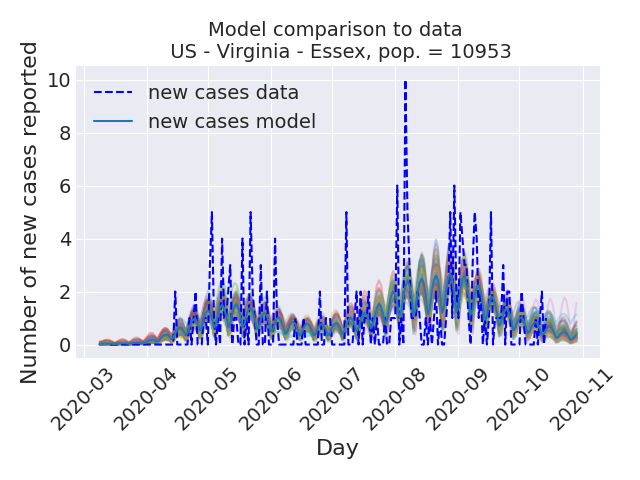 Model comparison to data
US - Virginia - Essex, pop. = 10953
Number of new cases reported
10
8
6
4
2
0
new cases data
new cases model
2020-03
2020-04
2020-05
2020-06
2020-07
2020-08
2020-09
2020-10
2020-11
Day